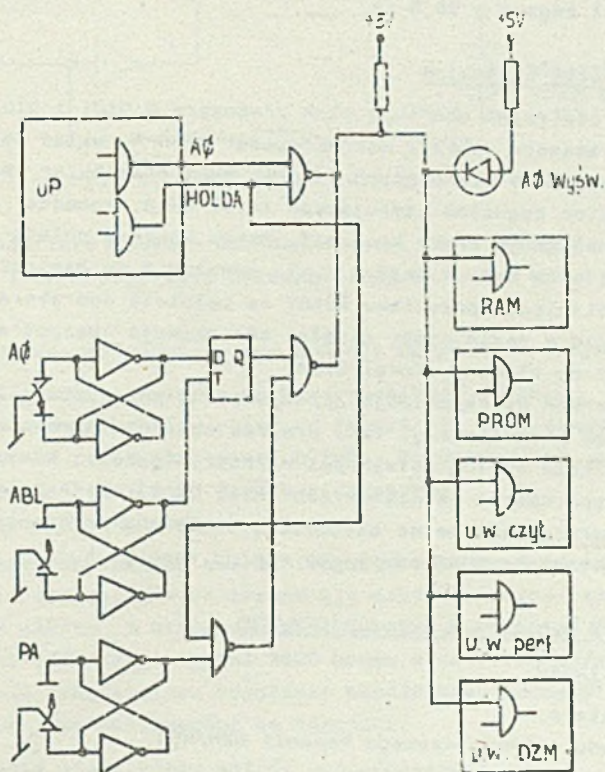 +5V
+5V
uP
AØ
HOLDA
AØ Wyśw.
RAM
AØ
D Q
T
PROM
ABL
u.w. czyt.
PA
u.w. perf
u.w. DZM